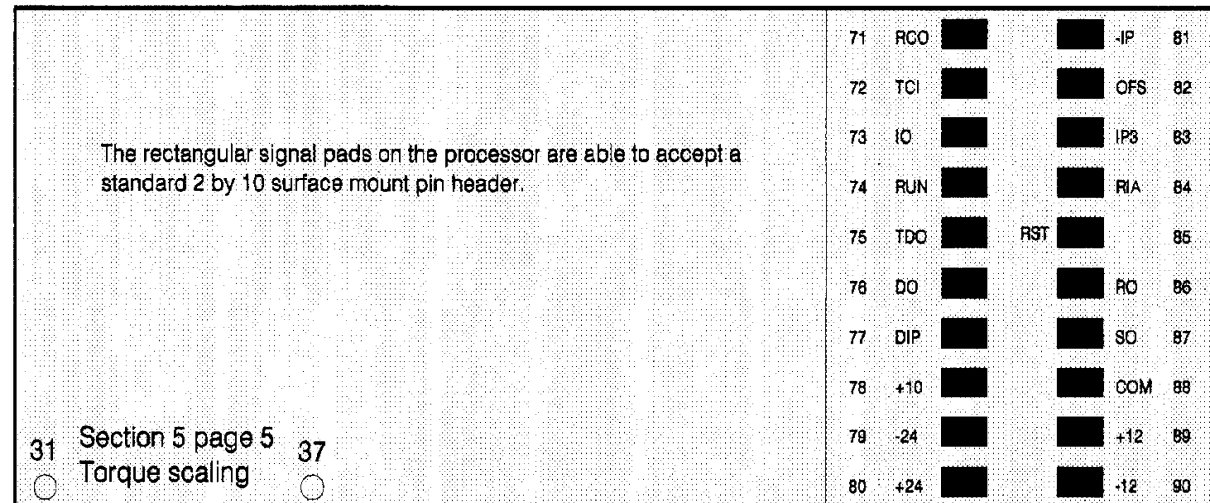 The rectangular signal pads on the processor are able to accept a
standard 2 by 10 surface mount pin header.
31 Section 5 page 5 37
Torque scaling
71 RCO -IP 81
72 TCI OFS 82
73 IO IP3 83
74 RUN RIA 84
75 TDO RST 85
76 DO RO 86
77 DIP SO 87
78 +10 COM 88
79 -24 +12 89
80 +24 -12 90